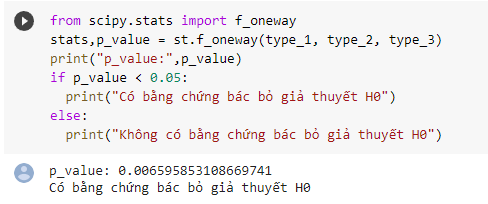 from scipy.stats import f_oneway
stats,p_value = st.f_oneway(type_1, type_2, type_3)
print("p_value:",p_value)
if p_value < 0.05:
  print("Có bằng chứng bác bỏ giả thuyết H0")
else:
  print("Không có bằng chứng bác bỏ giả thuyết H0")
p_value: 0.006595853108669741
Có bằng chứng bác bỏ giả thuyết H0